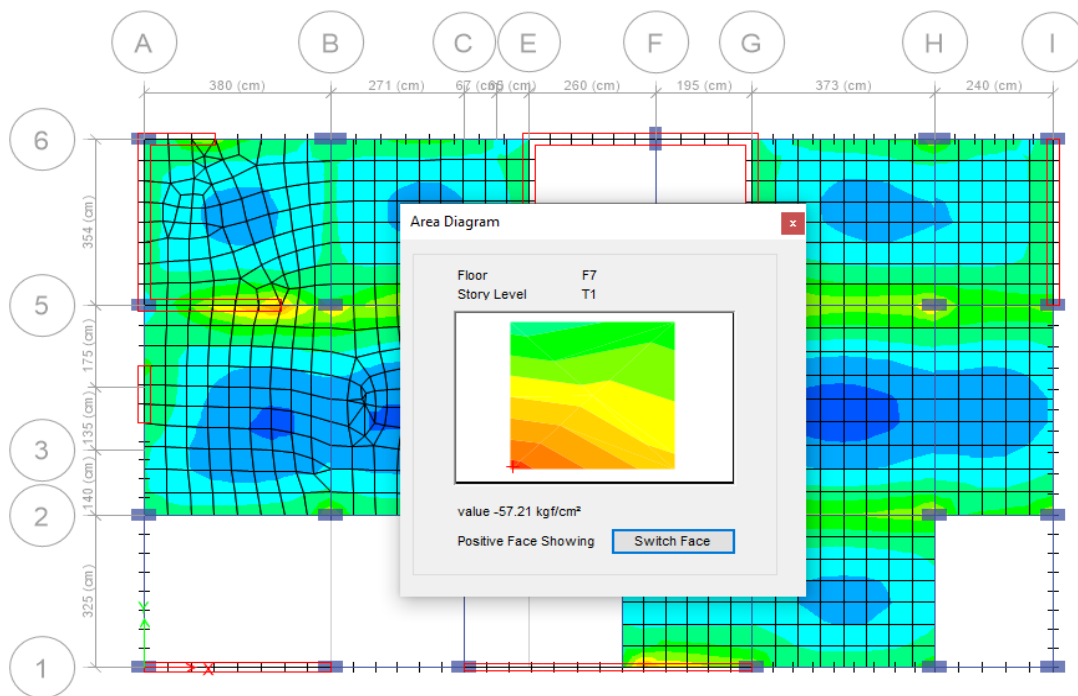 A B C E F G H I
380 (cm) 271 (cm) 260 (cm) 195 (cm) 373 (cm) 240 (cm)
6
354 (cm)
Area Diagram
x
Floor F7
Story Level T1
5
175 (cm)
135 (cm)
3
140 (cm)
value -57.21 kgf/cm²
2
Positive Face Showing Switch Face
325 (cm)
Y
1
X